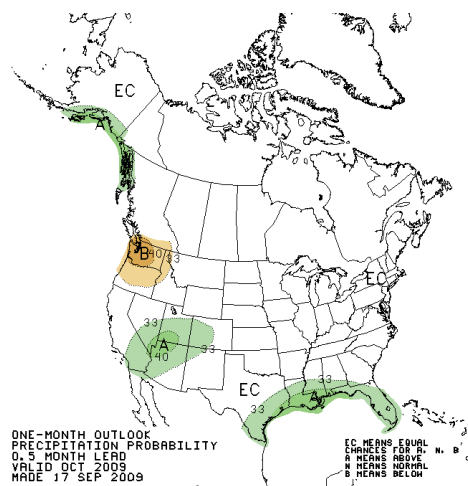 EC
A
B
40
33
EC
33
A
33
40
33
EC
A
33
ONE-MONTH OUTLOOK
PRECIPITATION PROBABILITY
0.5 MONTH LEAD
VALID OCT 2009
MADE 17 SEP 2009
EC MEANS EQUAL
CHANCES FOR A, N, B
A MEANS ABOVE
N MEANS NORMAL
B MEANS BELOW